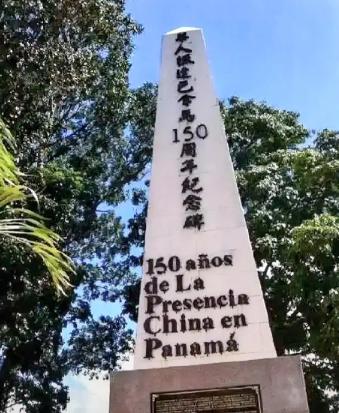 華人抵達巴拿馬150周年紀念碑
150 años
de La
Presencia
China en
Panamá